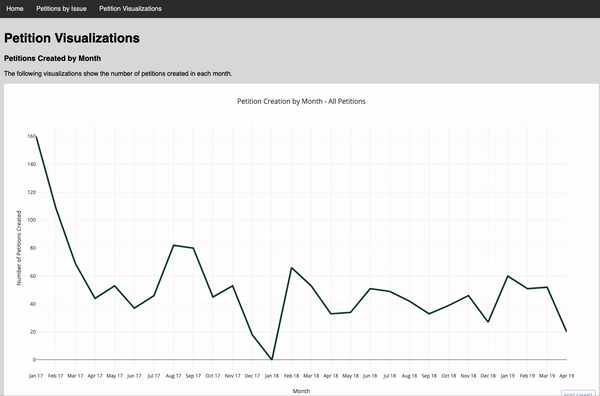 Home Petitions by Issue Petition Visualizations
Petition Visualizations
Petitions Created by Month
The following visualizations show the number of petitions created in each month.
Petition Creation by Month - All Petitions
160
140
120
100
80
60
40
20
0
Number of Petitions Created
Jan 17 Feb 17 Mar 17 Apr 17 May 17 Jun 17 Jul 17 Aug 17 Sep 17 Oct 17 Nov 17 Dec 17 Jan 18 Feb 18 Mar 18 Apr 18 May 18 Jun 18 Jul 18 Aug 18 Sep 18 Oct 18 Nov 18 Dec 18 Jan 19 Feb 19 Mar 19 Apr 19
Month
EDIT CHART